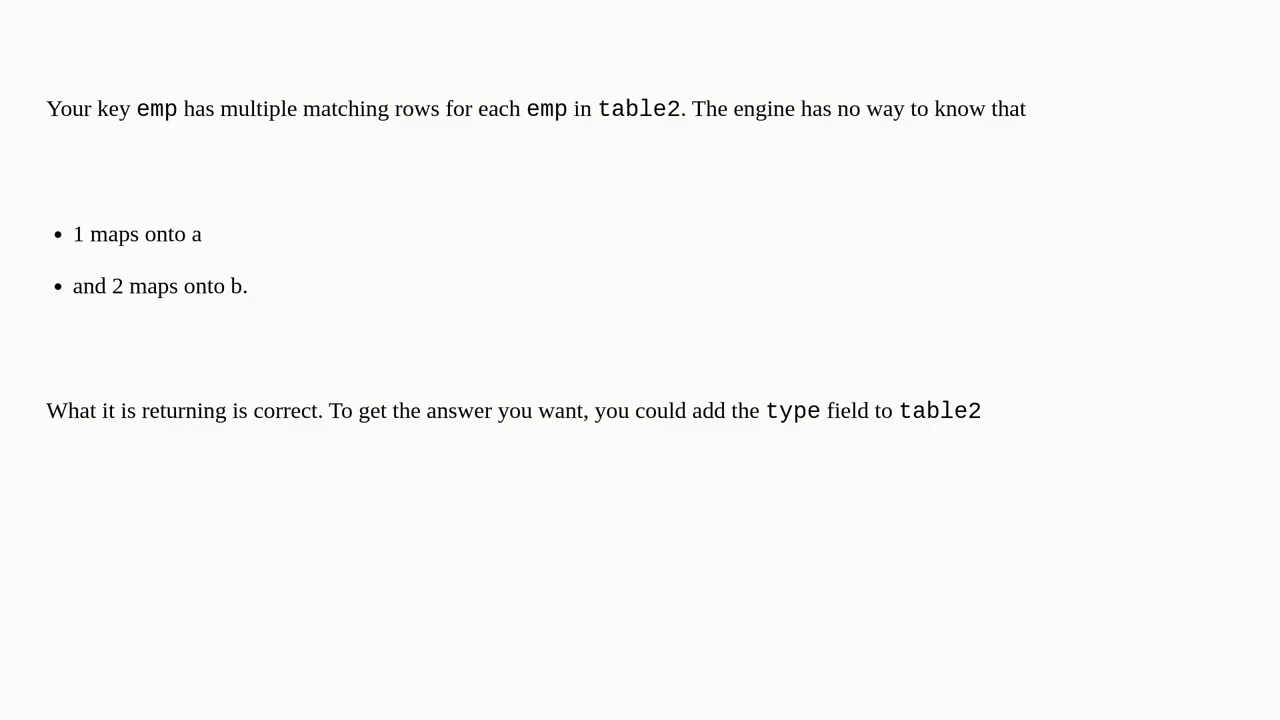 Your key emp has multiple matching rows for each emp in table2. The engine has no way to know that
• 1 maps onto a
• and 2 maps onto b.
What it is returning is correct. To get the answer you want, you could add the type field to table2